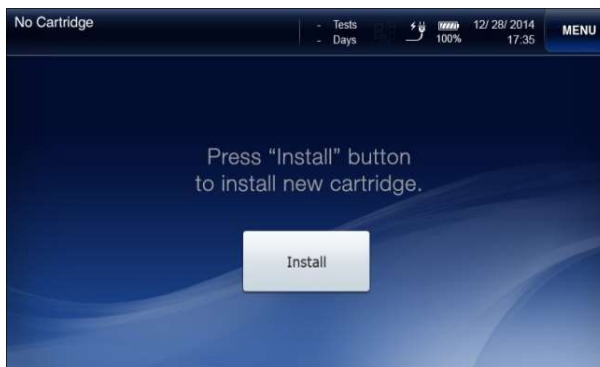 No Cartridge
- Tests
- Days
100%
12/ 28/ 2014
17:35
MENU
Press “Install” button
to install new cartridge.
Install